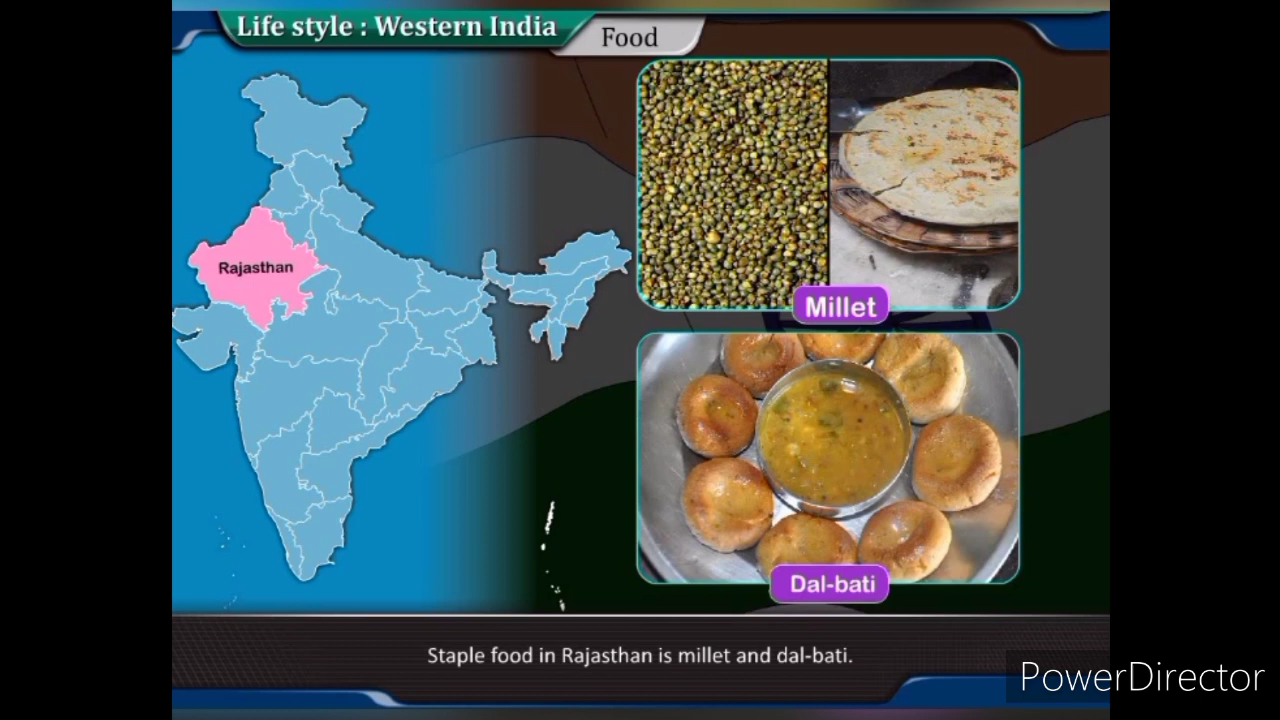 Life style : Western India
Food
Rajasthan
Millet
Dal-bati
Staple food in Rajasthan is millet and dal-bati.
PowerDirector